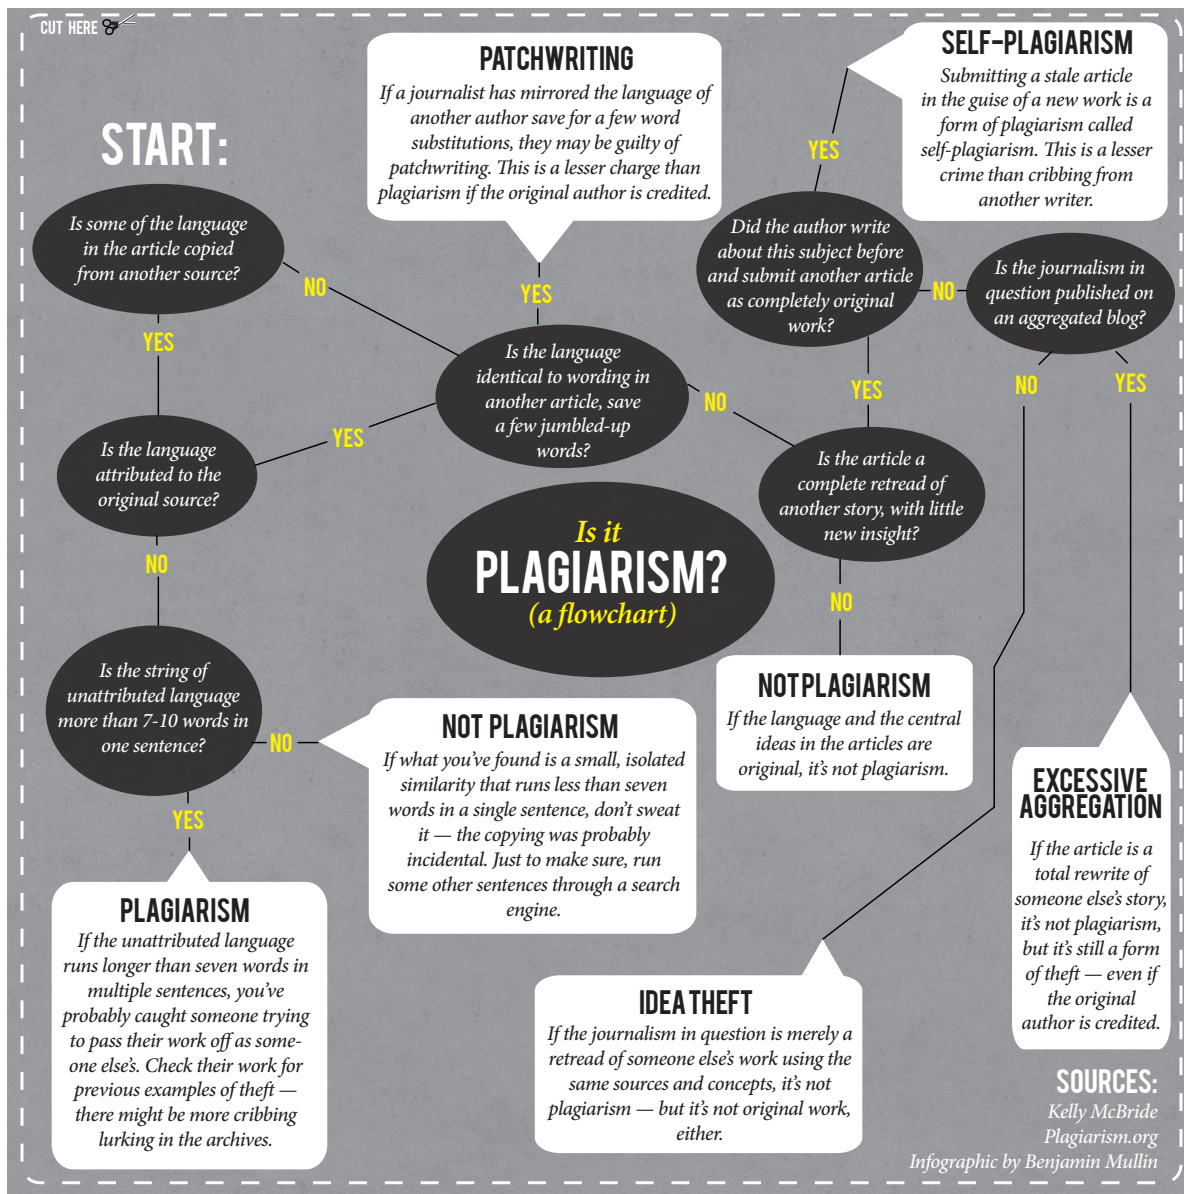 CUT HERE
START:
Is some of the language
in the article copied
from another source?
NO
YES
Is the language
attributed to the
original source?
YES
NO
Is the string of
unattributed language
more than 7-10 words in
one sentence?
NO
YES
PLAGIARISM
If the unattributed language
runs longer than seven words in
multiple sentences, you've
probably caught someone trying
to pass their work off as some-
one else's. Check their work for
previous examples of theft —
there might be more cribbing
lurking in the archives.
NOT PLAGIARISM
If what you've found is a small, isolated
similarity that runs less than seven
words in a single sentence, don't sweat
it — the copying was probably
incidental. Just to make sure, run
some other sentences through a search
engine.
PATCHWRITING
If a journalist has mirrored the language of
another author save for a few word
substitutions, they may be guilty of
patchwriting. This is a lesser charge than
plagiarism if the original author is credited.
YES
Is the language
identical to wording in
another article, save
a few jumbled-up
words?
NO
Is it
PLAGIARISM?
(a flowchart)
SELF-PLAGIARISM
Submitting a stale article
in the guise of a new work is a
form of plagiarism called
self-plagiarism. This is a lesser
crime than cribbing from
another writer.
YES
Did the author write
about this subject before
and submit another article
as completely original
work?
NO
Is the journalism in
question published on
an aggregated blog?
YES
NO
YES
Is the article a
complete retread of
another story, with little
new insight?
NO
NOT PLAGIARISM
If the language and the central
ideas in the articles are
original, it's not plagiarism.
EXCESSIVE
AGGREGATION
If the article is a
total rewrite of
someone else's story,
it's not plagiarism,
but it's still a form
of theft — even if
the original
author is credited.
IDEA THEFT
If the journalism in question is merely a
retread of someone else's work using the
same sources and concepts, it's not
plagiarism — but it's not original work,
either.
SOURCES:
Kelly McBride
Plagiarism.org
Infographic by Benjamin Mullin